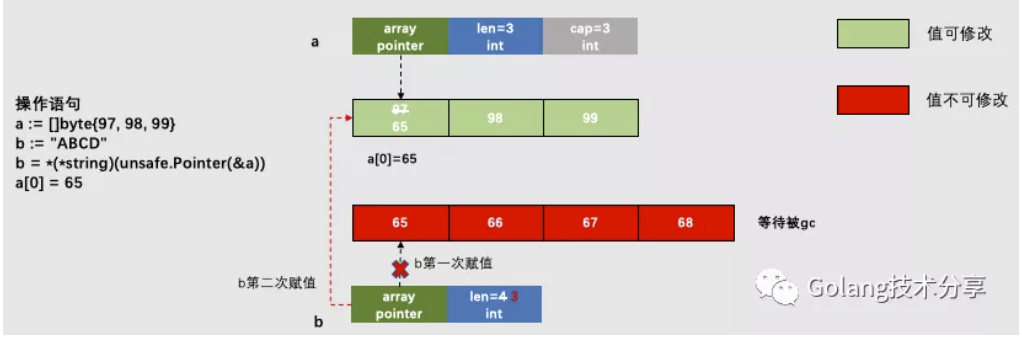 a
array
pointer
len=3
int
cap=3
int
值可修改
值不可修改
操作语句
a := []byte{97, 98, 99}
b := "ABCD"
b = *(*string)(unsafe.Pointer(&a))
a[0] = 65
97
65
98
99
a[0]=65
65
66
67
68
等待被gc
b第一次赋值
b第二次赋值
b
array
pointer
len=4 3
int
Golang技术分享